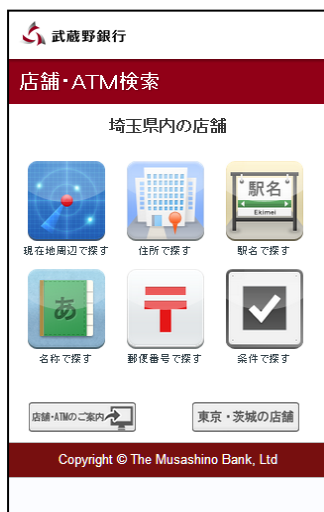 武蔵野銀行
店舗・ATM検索
埼玉県内の店舗
駅名
Ekimei
現在地周辺で探す
住所で探す
駅名で探す
あ
名称で探す
郵便番号で探す
条件で探す
店舗・ATMのご案内
東京・茨城の店舗
Copyright © The Musashino Bank, Ltd